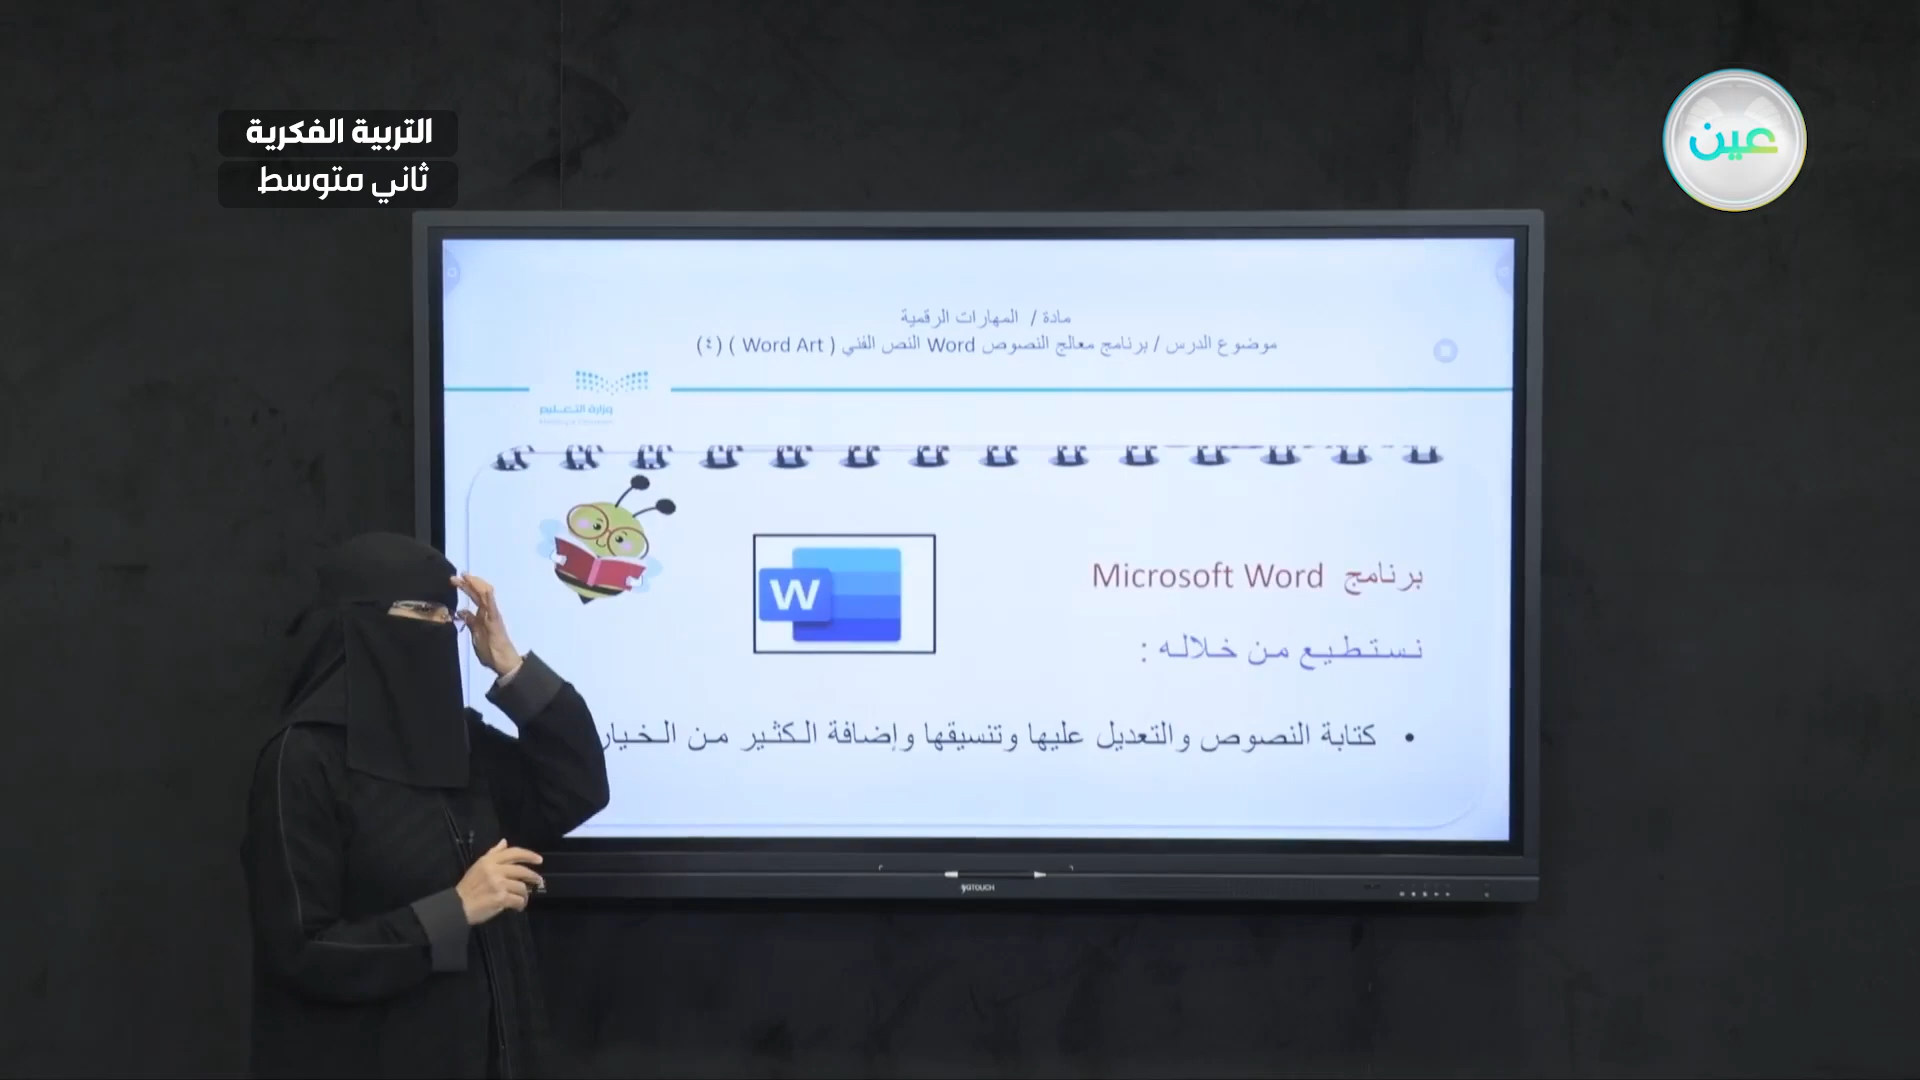 التربية الفكرية
ثاني متوسط
عين
مادة / المهارات الرقمية
موضوع الدرس / برنامج معالج النصوص Word النص الفني ( Word Art ) (٤)
وزارة التعليم
برنامج Microsoft Word
W
نستطيع من خلاله :
• كتابة النصوص والتعديل عليها وتنسيقها وإضافة الكثير من